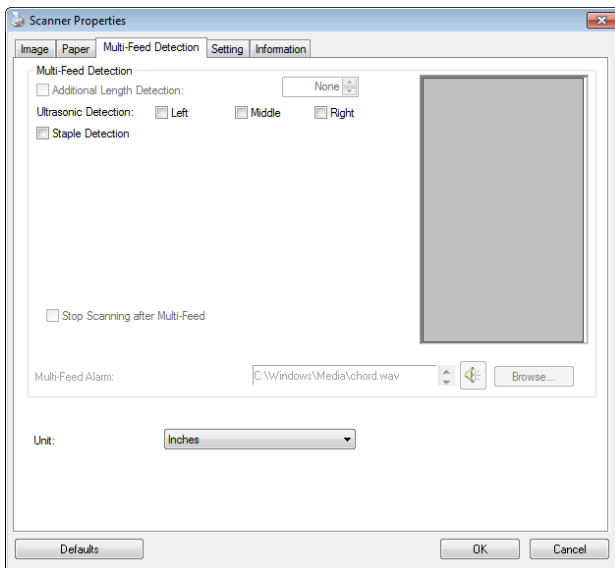 Scanner Properties
Image Paper Multi-Feed Detection Setting Information
Multi-Feed Detection
Additional Length Detection: None
Ultrasonic Detection: Left Middle Right
Staple Detection
Stop Scanning after Multi-Feed
Multi-Feed Alarm: C:\Windows\Media\chord.wav Browse...
Unit: Inches
Defaults OK Cancel